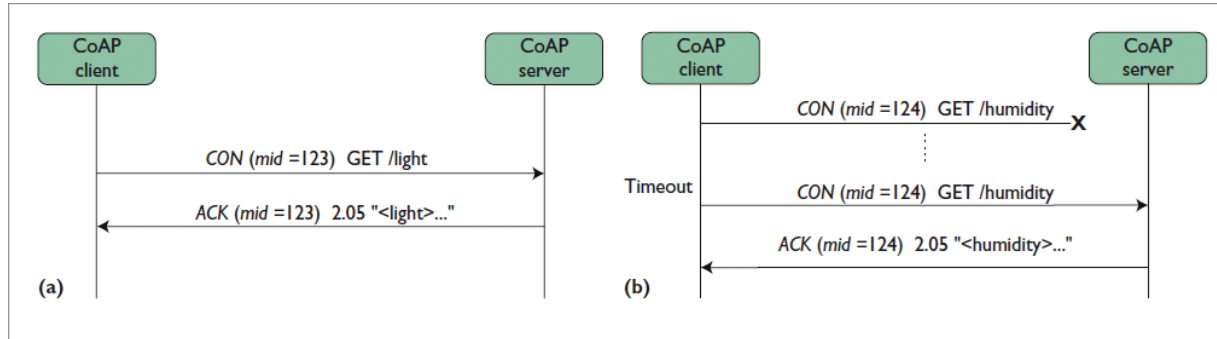 CoAP
client
CoAP
server
CON (mid =123) GET /light
ACK (mid =123) 2.05 "<light>..."
(a)
CoAP
client
CoAP
server
CON (mid =124) GET /humidity
X
Timeout
CON (mid =124) GET /humidity
ACK (mid =124) 2.05 "<humidity>..."
(b)